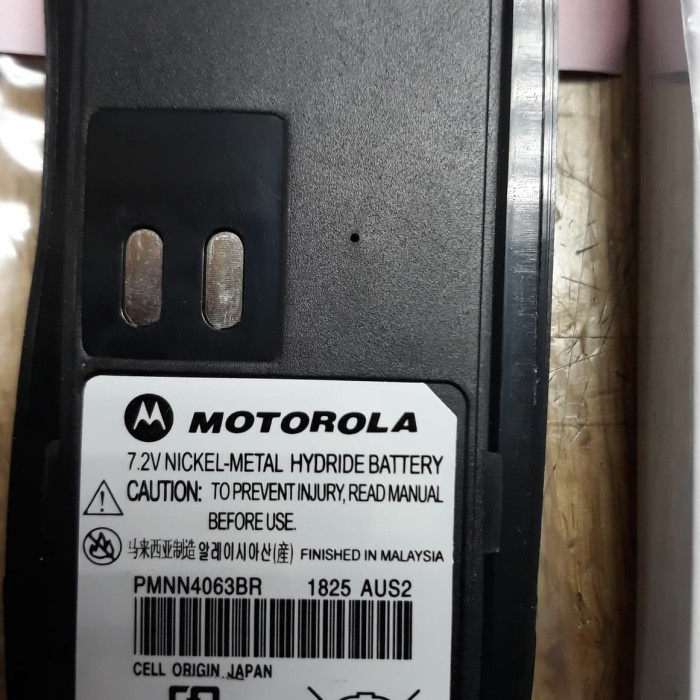 MOTOROLA
7.2V NICKEL-METAL HYDRIDE BATTERY
CAUTION: TO PREVENT INJURY, READ MANUAL
BEFORE USE.
马来西亚制造 알레이시아산(産) FINISHED IN MALAYSIA
PMNN4063BR 1825 AUS2
CELL ORIGIN JAPAN